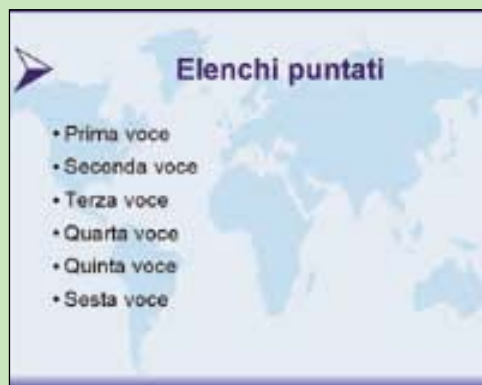 Elenchi puntati
• Prima voce
• Seconda voce
• Terza voce
• Quarta voce
• Quinta voce
• Sesta voce